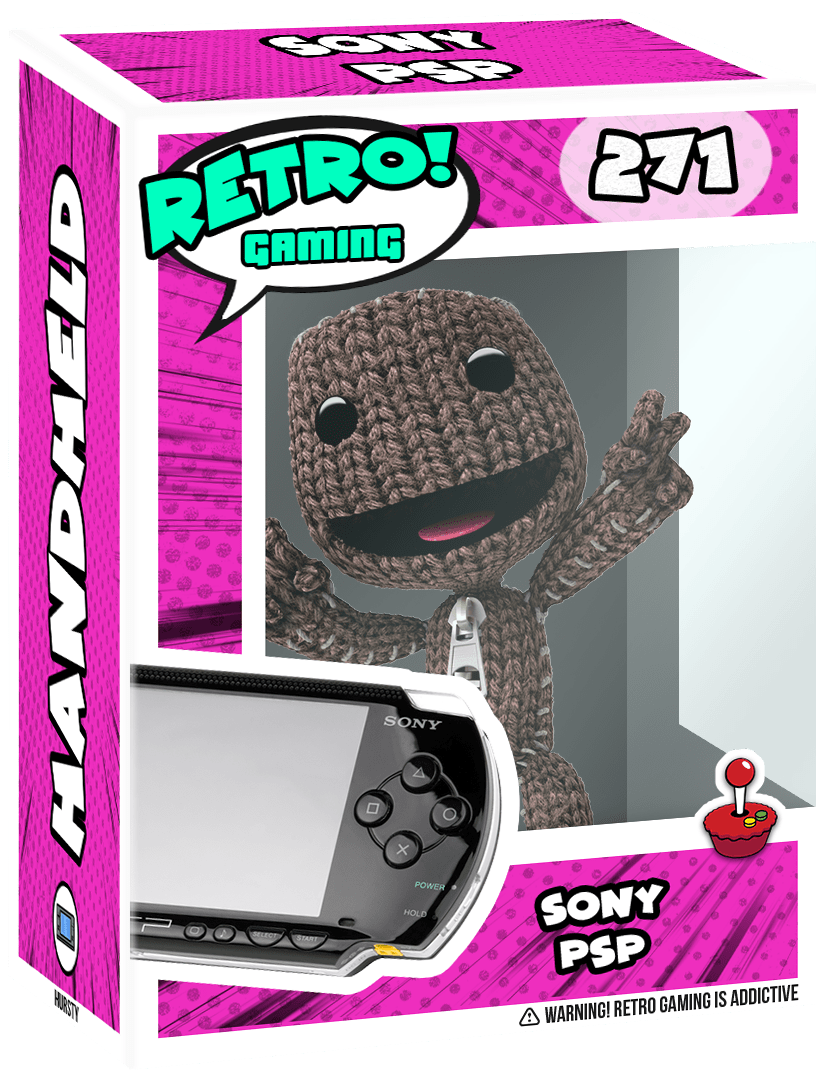 SONY
PSP
RETRO!
GAMING
271
HANDHELD
SONY
POWER
HOLD
SELECT
START
SONY
PSP
HURSTY
WARNING! RETRO GAMING IS ADDICTIVE